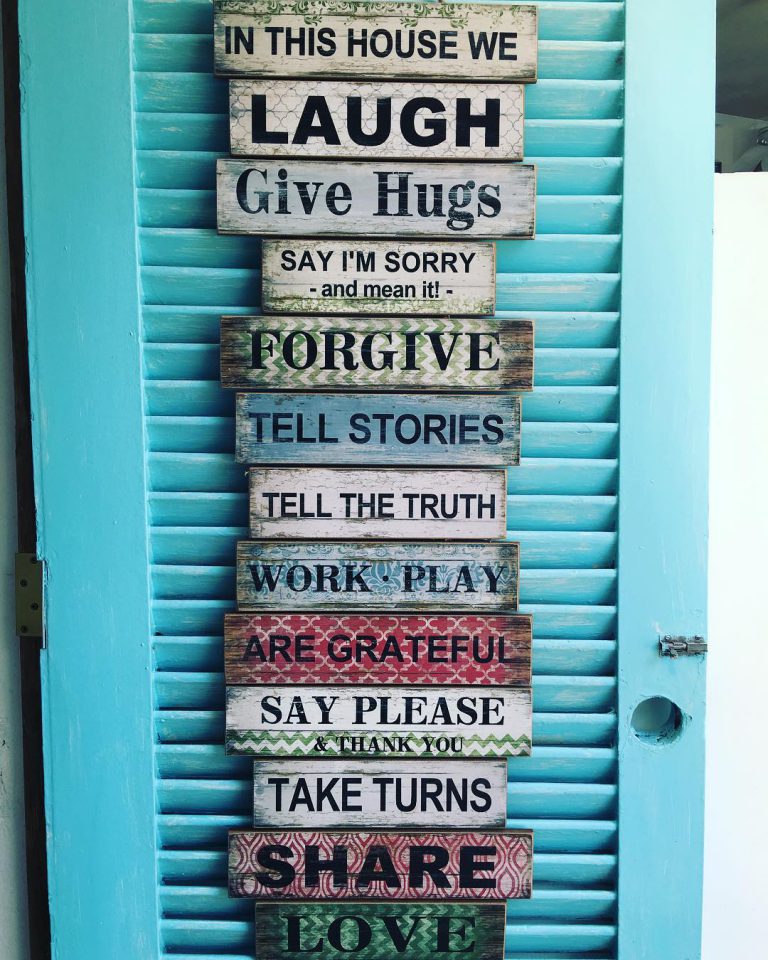 IN THIS HOUSE WE
LAUGH
Give Hugs
SAY I'M SORRY
- and mean it! -
FORGIVE
TELL STORIES
TELL THE TRUTH
WORK · PLAY
ARE GRATEFUL
SAY PLEASE
& THANK YOU
TAKE TURNS
SHARE
LOVE